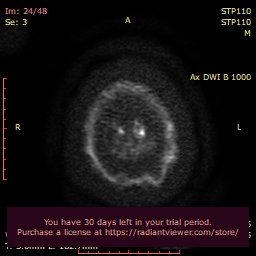 Im: 24/48
Se: 3
A
STP110
STP110
M
Ax DWI B 1000
R
L
You have 30 days left in your trial period.
Purchase a license at https://radiantviewer.com/store/